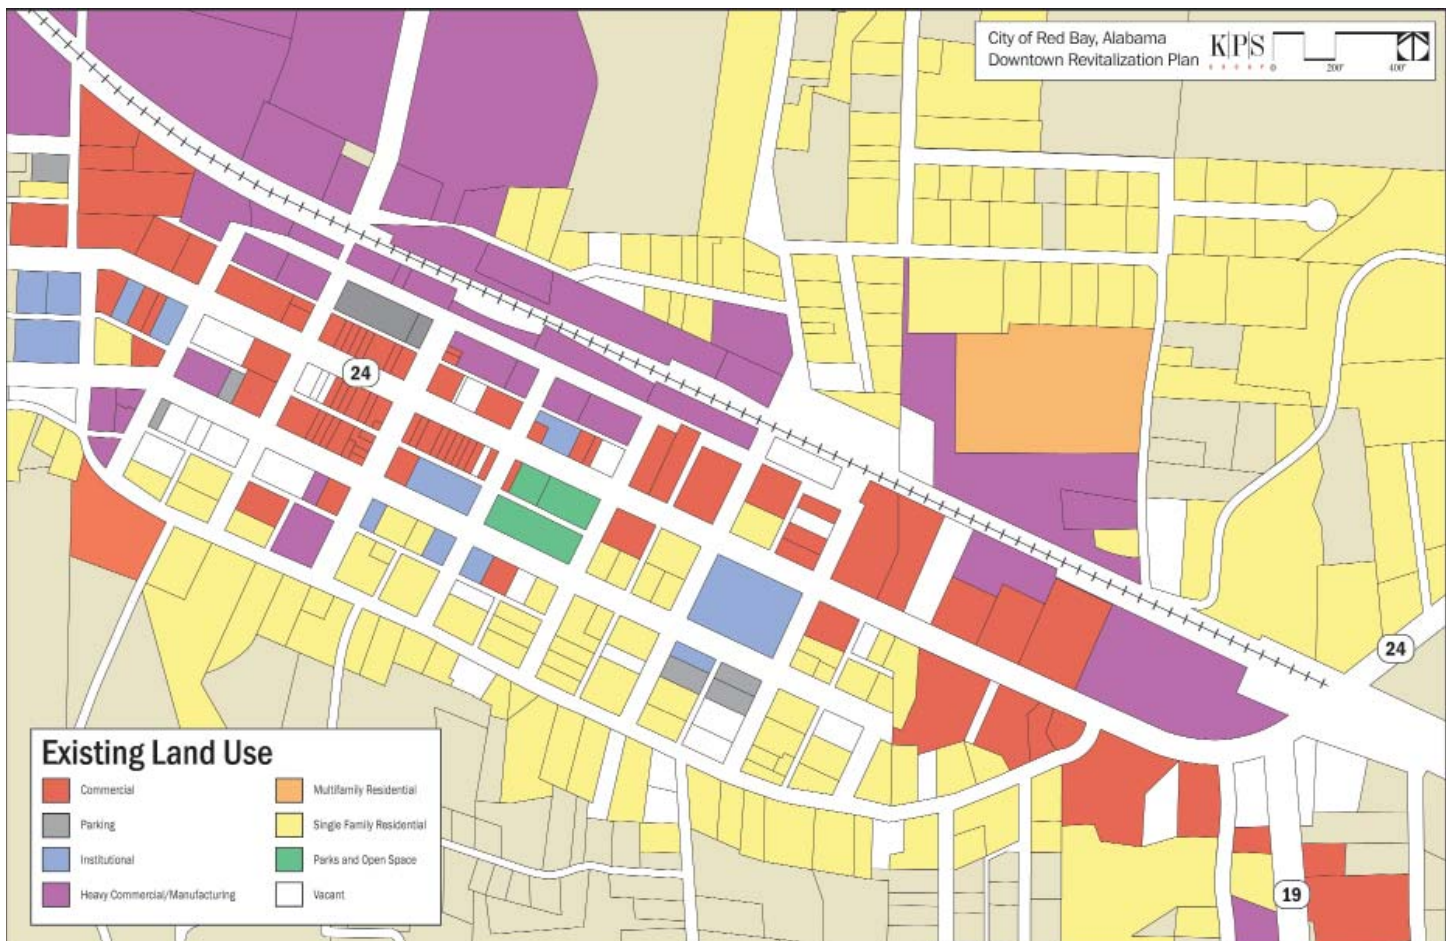 City of Red Bay, Alabama
Downtown Revitalization Plan
K|P|S
G R O U P
0 200' 400'
24
24
19
Existing Land Use
Commercial
Parking
Institutional
Heavy Commercial/Manufacturing
Multifamily Residential
Single Family Residential
Parks and Open Space
Vacant